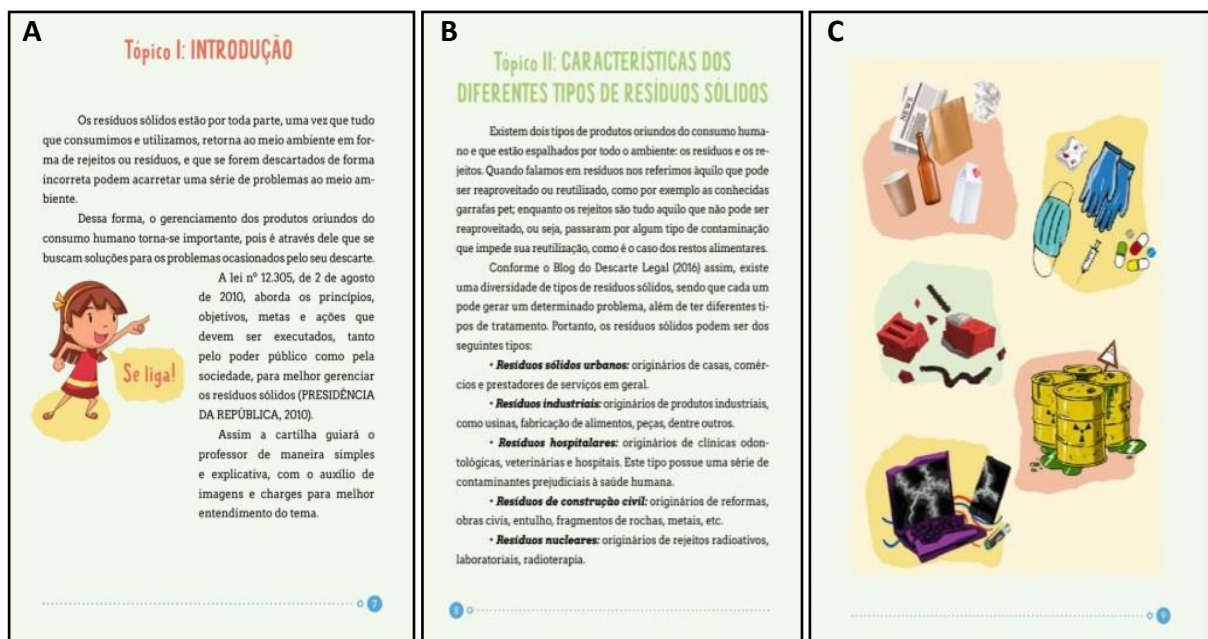 A
Tópico I: INTRODUÇÃO
Os resíduos sólidos estão por toda parte, uma vez que tudo
que consumimos e utilizamos, retorna ao meio ambiente em for-
ma de rejeitos ou resíduos, e que se forem descartados de forma
incorreta podem acarretar uma série de problemas ao meio am-
biente.
Dessa forma, o gerenciamento dos produtos oriundos do
consumo humano torna-se importante, pois é através dele que se
buscam soluções para os problemas ocasionados pelo seu descarte.
A lei nº 12.305, de 2 de agosto
de 2010, aborda os princípios,
objetivos, metas e ações que
devem ser executados, tanto
pelo poder público como pela
sociedade, para melhor gerenciar
os resíduos sólidos (PRESIDÊNCIA
DA REPÚBLICA, 2010).
Assim a cartilha guiará o
professor de maneira simples
e explicativa, com o auxílio de
imagens e charges para melhor
entendimento do tema.
Se liga!
7
B
Tópico II: CARACTERÍSTICAS DOS
DIFERENTES TIPOS DE RESÍDUOS SÓLIDOS
Existem dois tipos de produtos oriundos do consumo huma-
no e que estão espalhados por todo o ambiente: os resíduos e os re-
jeitos. Quando falamos em resíduos nos referimos àquilo que pode
ser reaproveitado ou reutilizado, como por exemplo as conhecidas
garrafas pet; enquanto os rejeitos são tudo aquilo que não pode ser
reaproveitado, ou seja, passaram por algum tipo de contaminação
que impede sua reutilização, como é o caso dos restos alimentares.
Conforme o Blog do Descarte Legal (2016) assim, existe
uma diversidade de tipos de resíduos sólidos, sendo que cada um
pode gerar um determinado problema, além de ter diferentes ti-
pos de tratamento. Portanto, os resíduos sólidos podem ser dos
seguintes tipos:
• Resíduos sólidos urbanos: originários de casas, comér-
cios e prestadores de serviços em geral.
• Resíduos industriais: originários de produtos industriais,
como usinas, fabricação de alimentos, peças, dentre outros.
• Resíduos hospitalares: originários de clínicas odon-
tológicas, veterinárias e hospitais. Este tipo possue uma série de
contaminantes prejudiciais à saúde humana.
• Resíduos de construção civil: originários de reformas,
obras civis, entulho, fragmentos de rochas, metais, etc.
• Resíduos nucleares: originários de rejeitos radioativos,
laboratoriais, radioterapia.
8
C
9